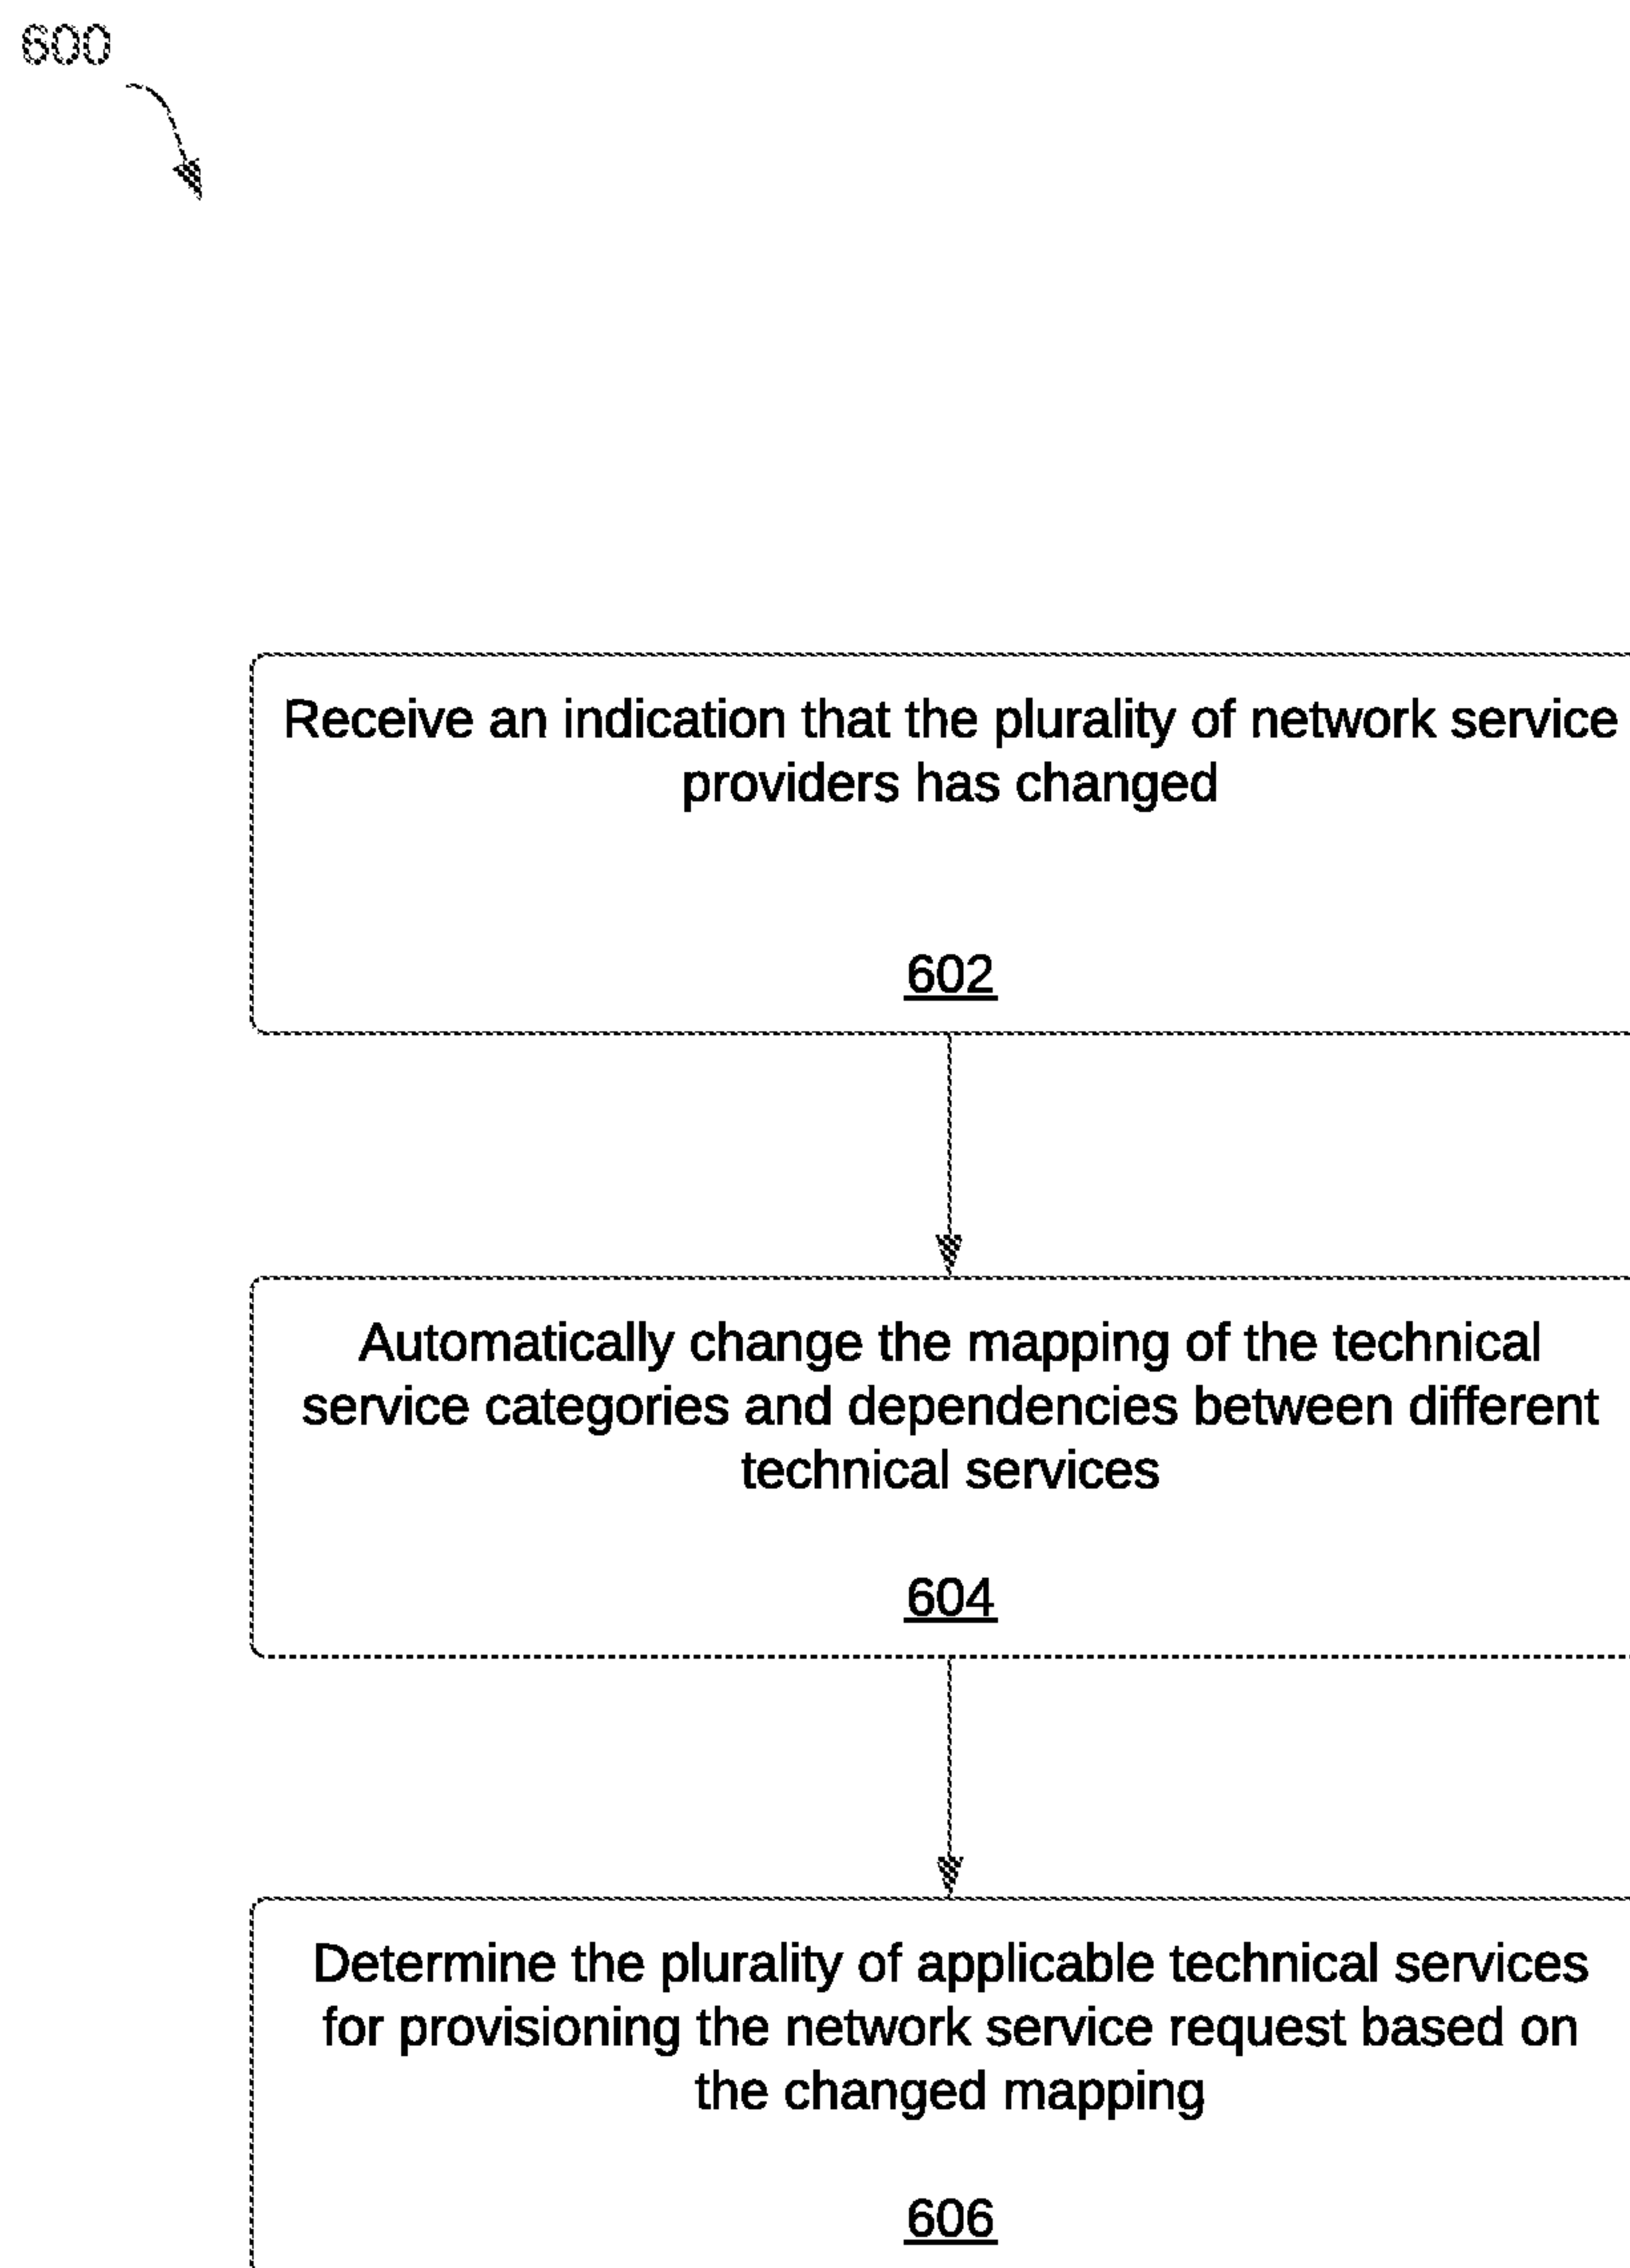 600
Receive an indication that the plurality of network service
providers has changed
602
Automatically change the mapping of the technical
service categories and dependencies between different
technical services
604
Determine the plurality of applicable technical services
for provisioning the network service request based on
the changed mapping
606